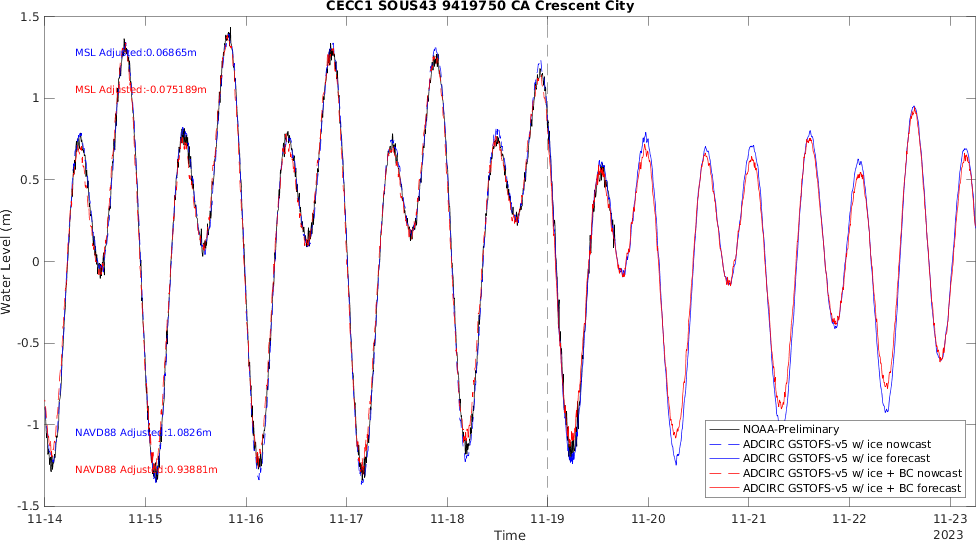 CECC1 SOUS43 9419750 CA Crescent City
1.5
1
0.5
0
-0.5
-1
-1.5
Water Level (m)
MSL Adjusted:0.06865m
MSL Adjusted:-0.075189m
NAVD88 Adjusted:1.0826m
NAVD88 Adjusted:0.93881m
NOAA-Preliminary
ADCIRC GSTOFS-v5 w/ ice nowcast
ADCIRC GSTOFS-v5 w/ ice forecast
ADCIRC GSTOFS-v5 w/ ice + BC nowcast
ADCIRC GSTOFS-v5 w/ ice + BC forecast
11-14 11-15 11-16 11-17 11-18 11-19 11-20 11-21 11-22 11-23
Time 2023